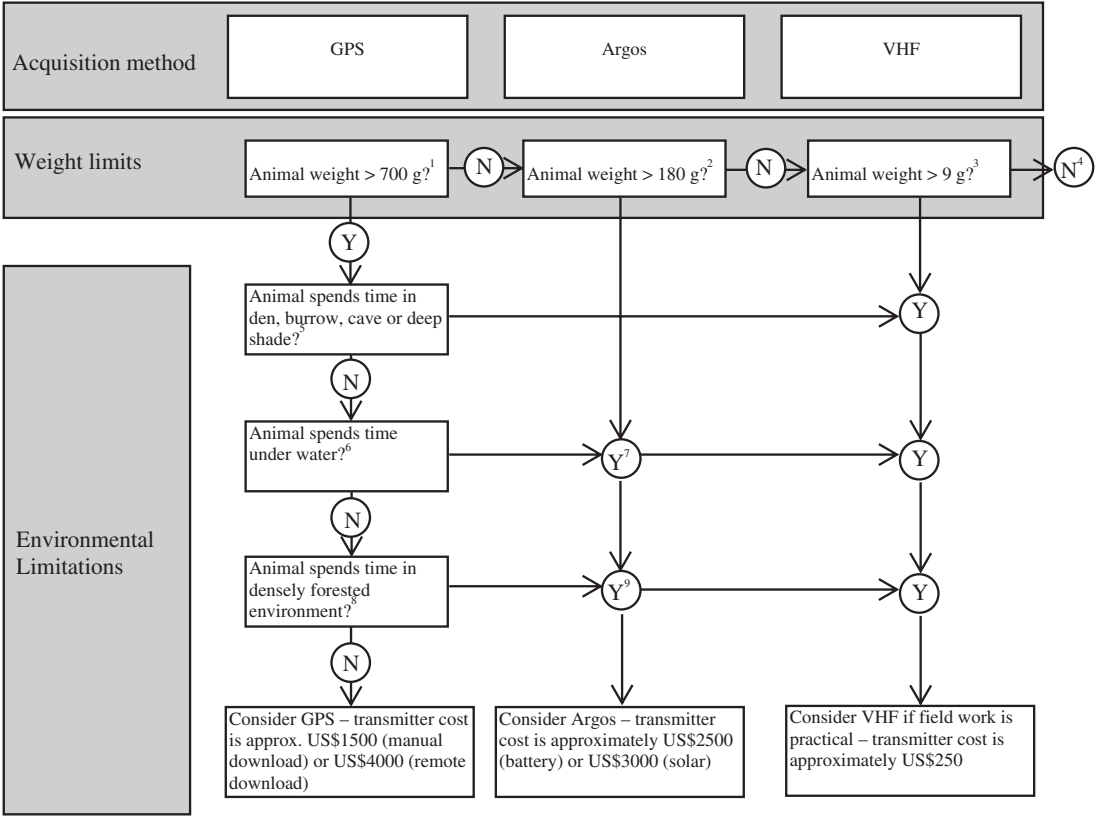 Acquisition method
GPS
Argos
VHF
Weight limits
Animal weight > 700 g?1
N
Animal weight > 180 g?2
N
Animal weight > 9 g?3
N4
Y
Environmental
Limitations
Animal spends time in
den, burrow, cave or deep
shade?5
Y
N
Animal spends time
under water?6
Y7
Y
N
Animal spends time in
densely forested
environment?8
Y9
Y
N
Consider GPS – transmitter cost
is approx. US$1500 (manual
download) or US$4000 (remote
download)
Consider Argos – transmitter
cost is approximately US$2500
(battery) or US$3000 (solar)
Consider VHF if field work is
practical – transmitter cost is
approximately US$250